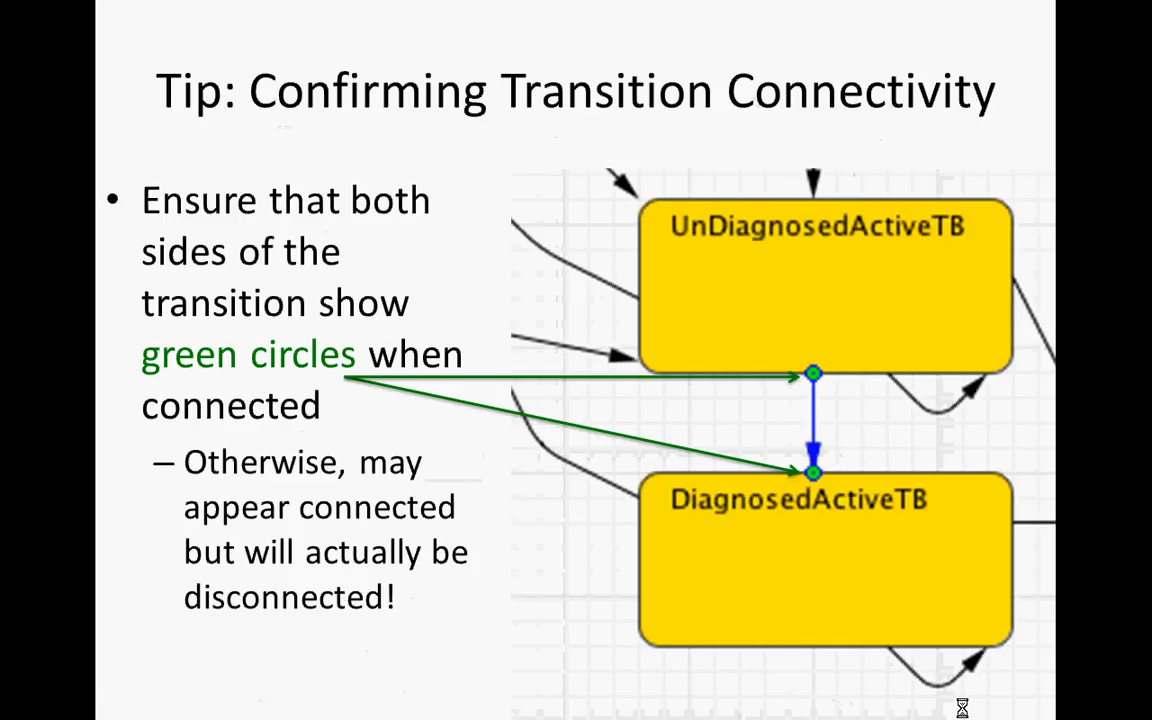 Tip: Confirming Transition Connectivity
• Ensure that both
sides of the
transition show
green circles when
connected
– Otherwise, may
appear connected
but will actually be
disconnected!
UnDiagnosedActiveTB
DiagnosedActiveTB